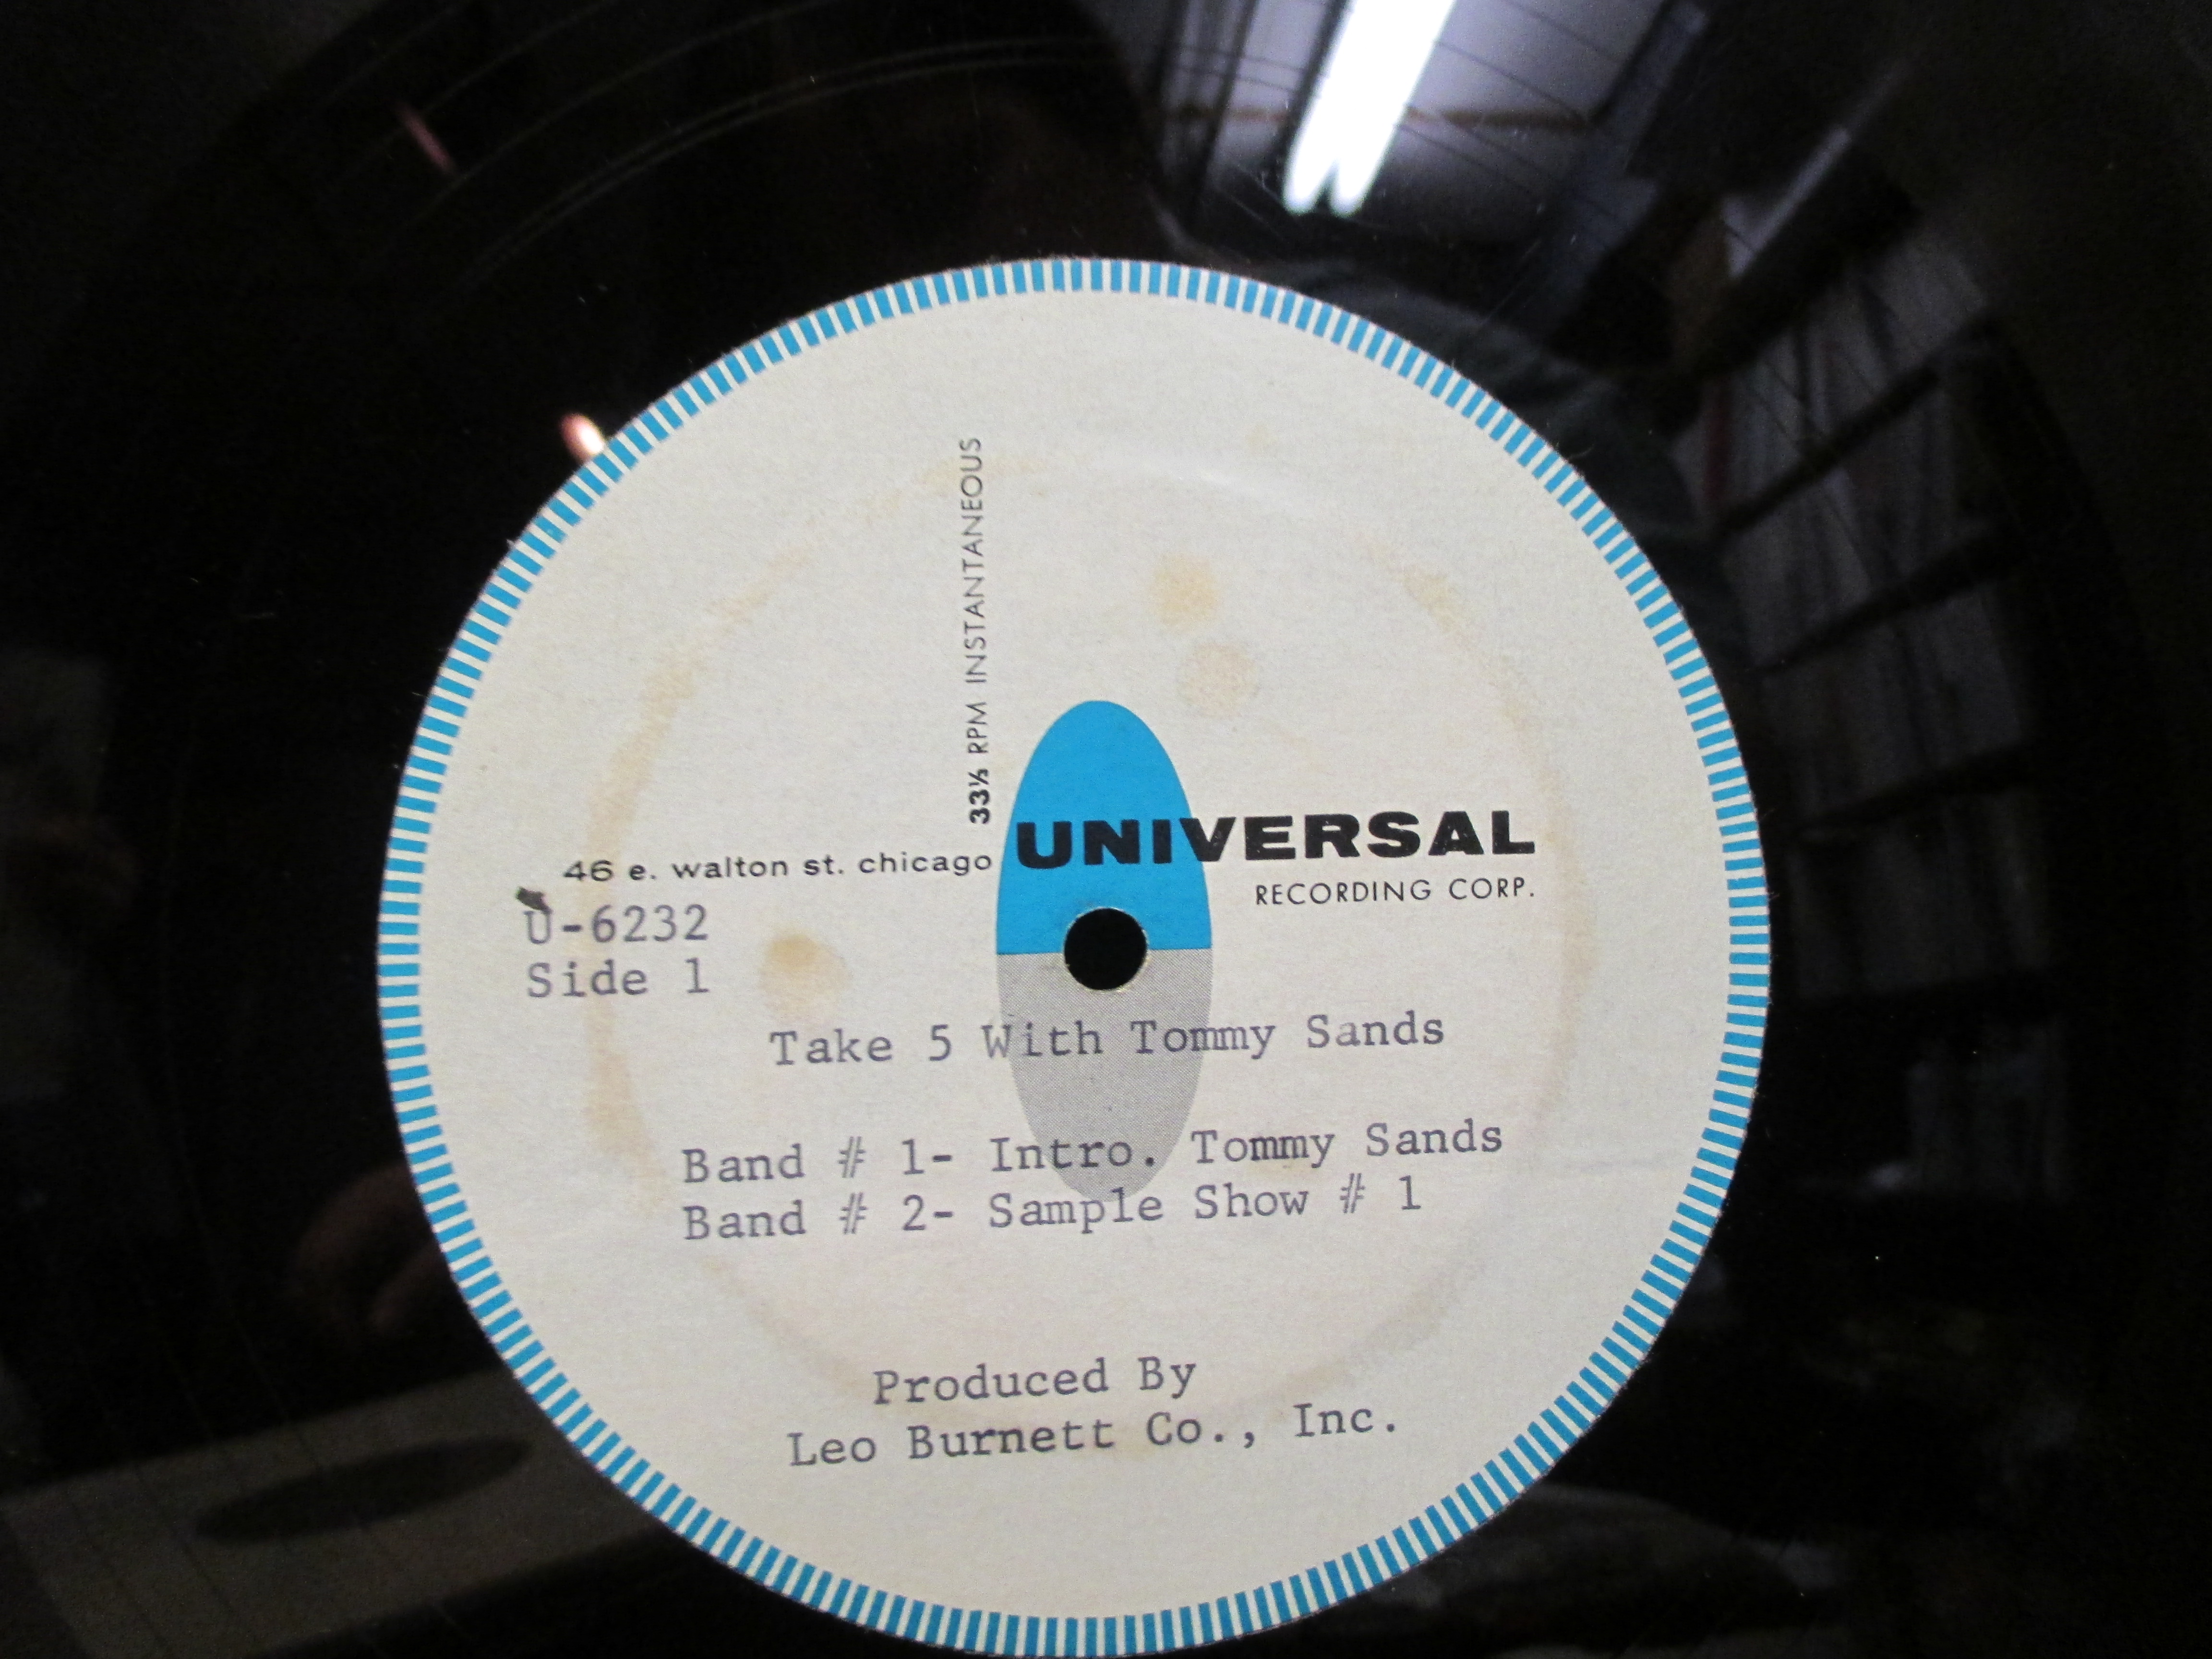 33⅓ RPM INSTANTANEOUS
46 e. walton st. chicago UNIVERSAL
RECORDING CORP.
U-6232
Side 1
Take 5 With Tommy Sands
Band # 1- Intro. Tommy Sands
Band # 2- Sample Show # 1
Produced By
Leo Burnett Co., Inc.